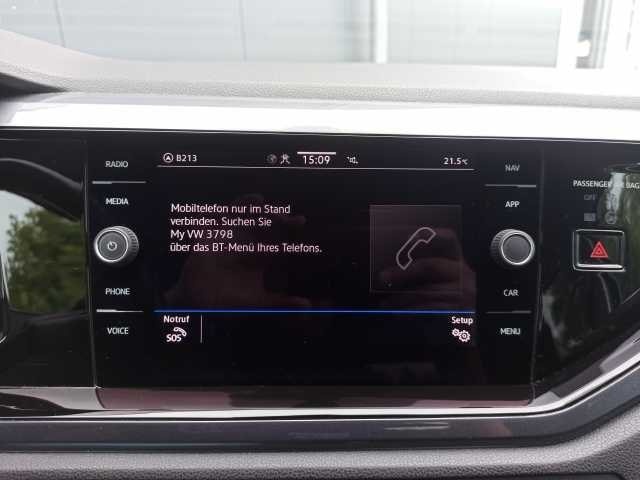 RADIO
MEDIA
PHONE
VOICE
B213
15:09
21.5°C
Mobiltelefon nur im Stand
verbinden. Suchen Sie
My VW 3798
über das BT-Menü Ihres Telefons.
Notruf
SOS
Setup
NAV
APP
CAR
MENU
PASSENGER AIR BAG
OFF